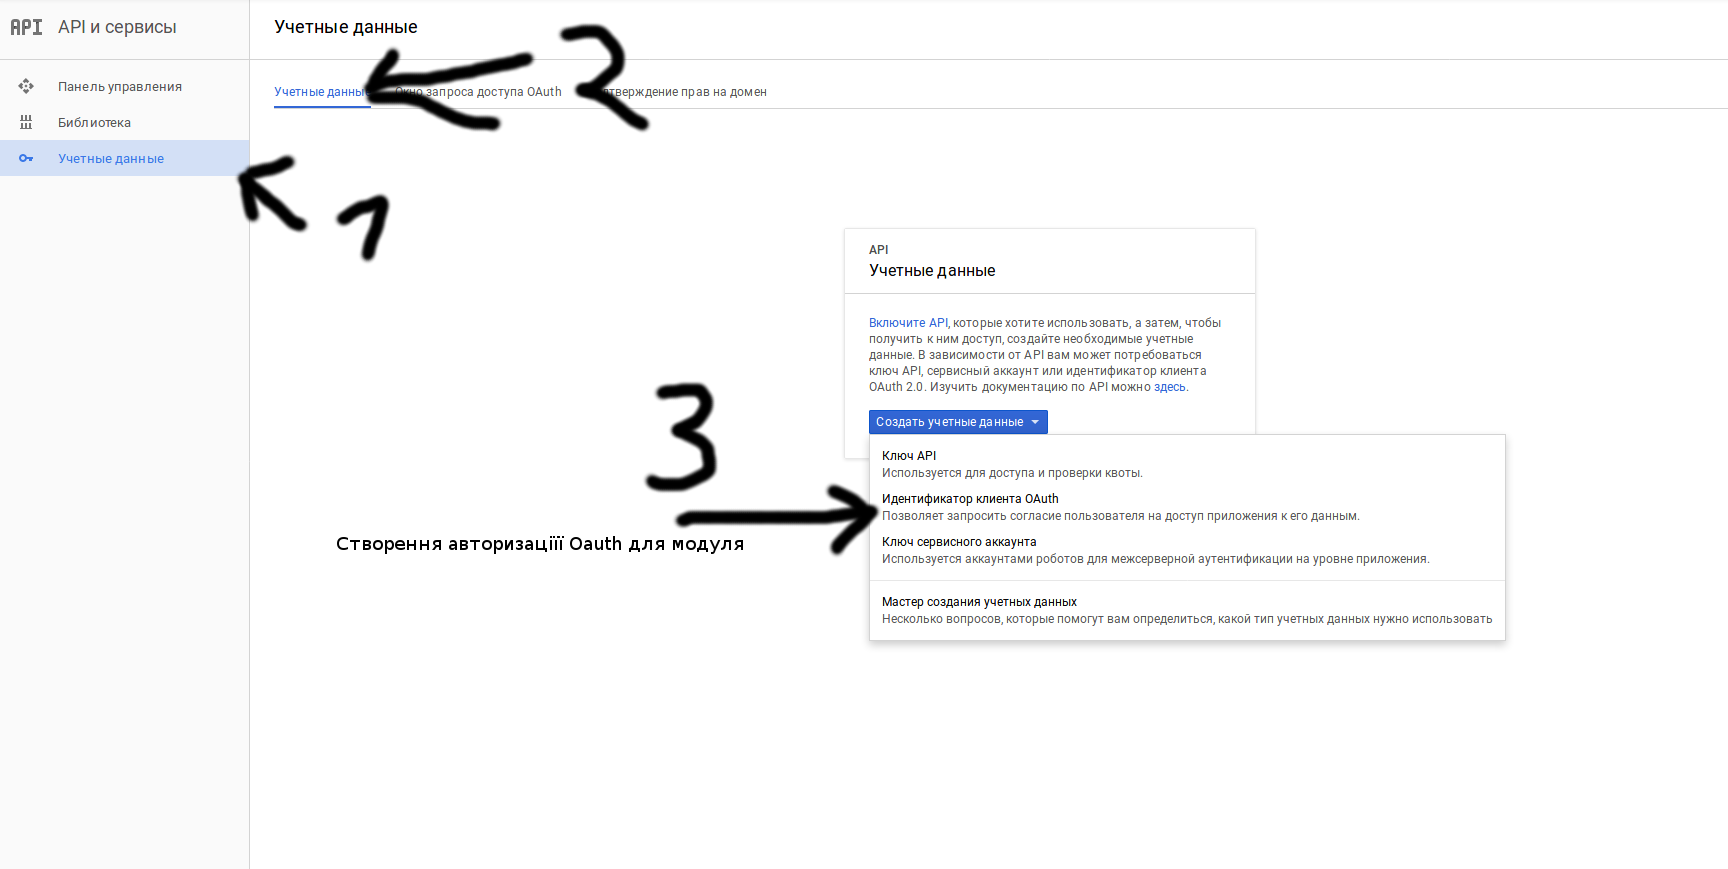 API API и сервисы
Учетные данные
Панель управления
Библиотека
Учетные данные
Учетные данные
запроса доступа OAuth
прав на домен
2
1
API
Учетные данные
Включите API, которые хотите использовать, а затем, чтобы
получить к ним доступ, создайте необходимые учетные
данные. В зависимости от API вам может потребоваться
ключ API, сервисный аккаунт или идентификатор клиента
OAuth 2.0. Изучить документацию по API можно здесь.
Создать учетные данные
Ключ API
Используется для доступа и проверки квоты.
Идентификатор клиента OAuth
Позволяет запросить согласие пользователя на доступ приложения к его данным.
Ключ сервисного аккаунта
Используется аккаунтами роботов для межсерверной аутентификации на уровне приложения.
Мастер создания учетных данных
Несколько вопросов, которые помогут вам определиться, какой тип учетных данных нужно использовать
3
Створення авторизаціїї Oauth для модуля